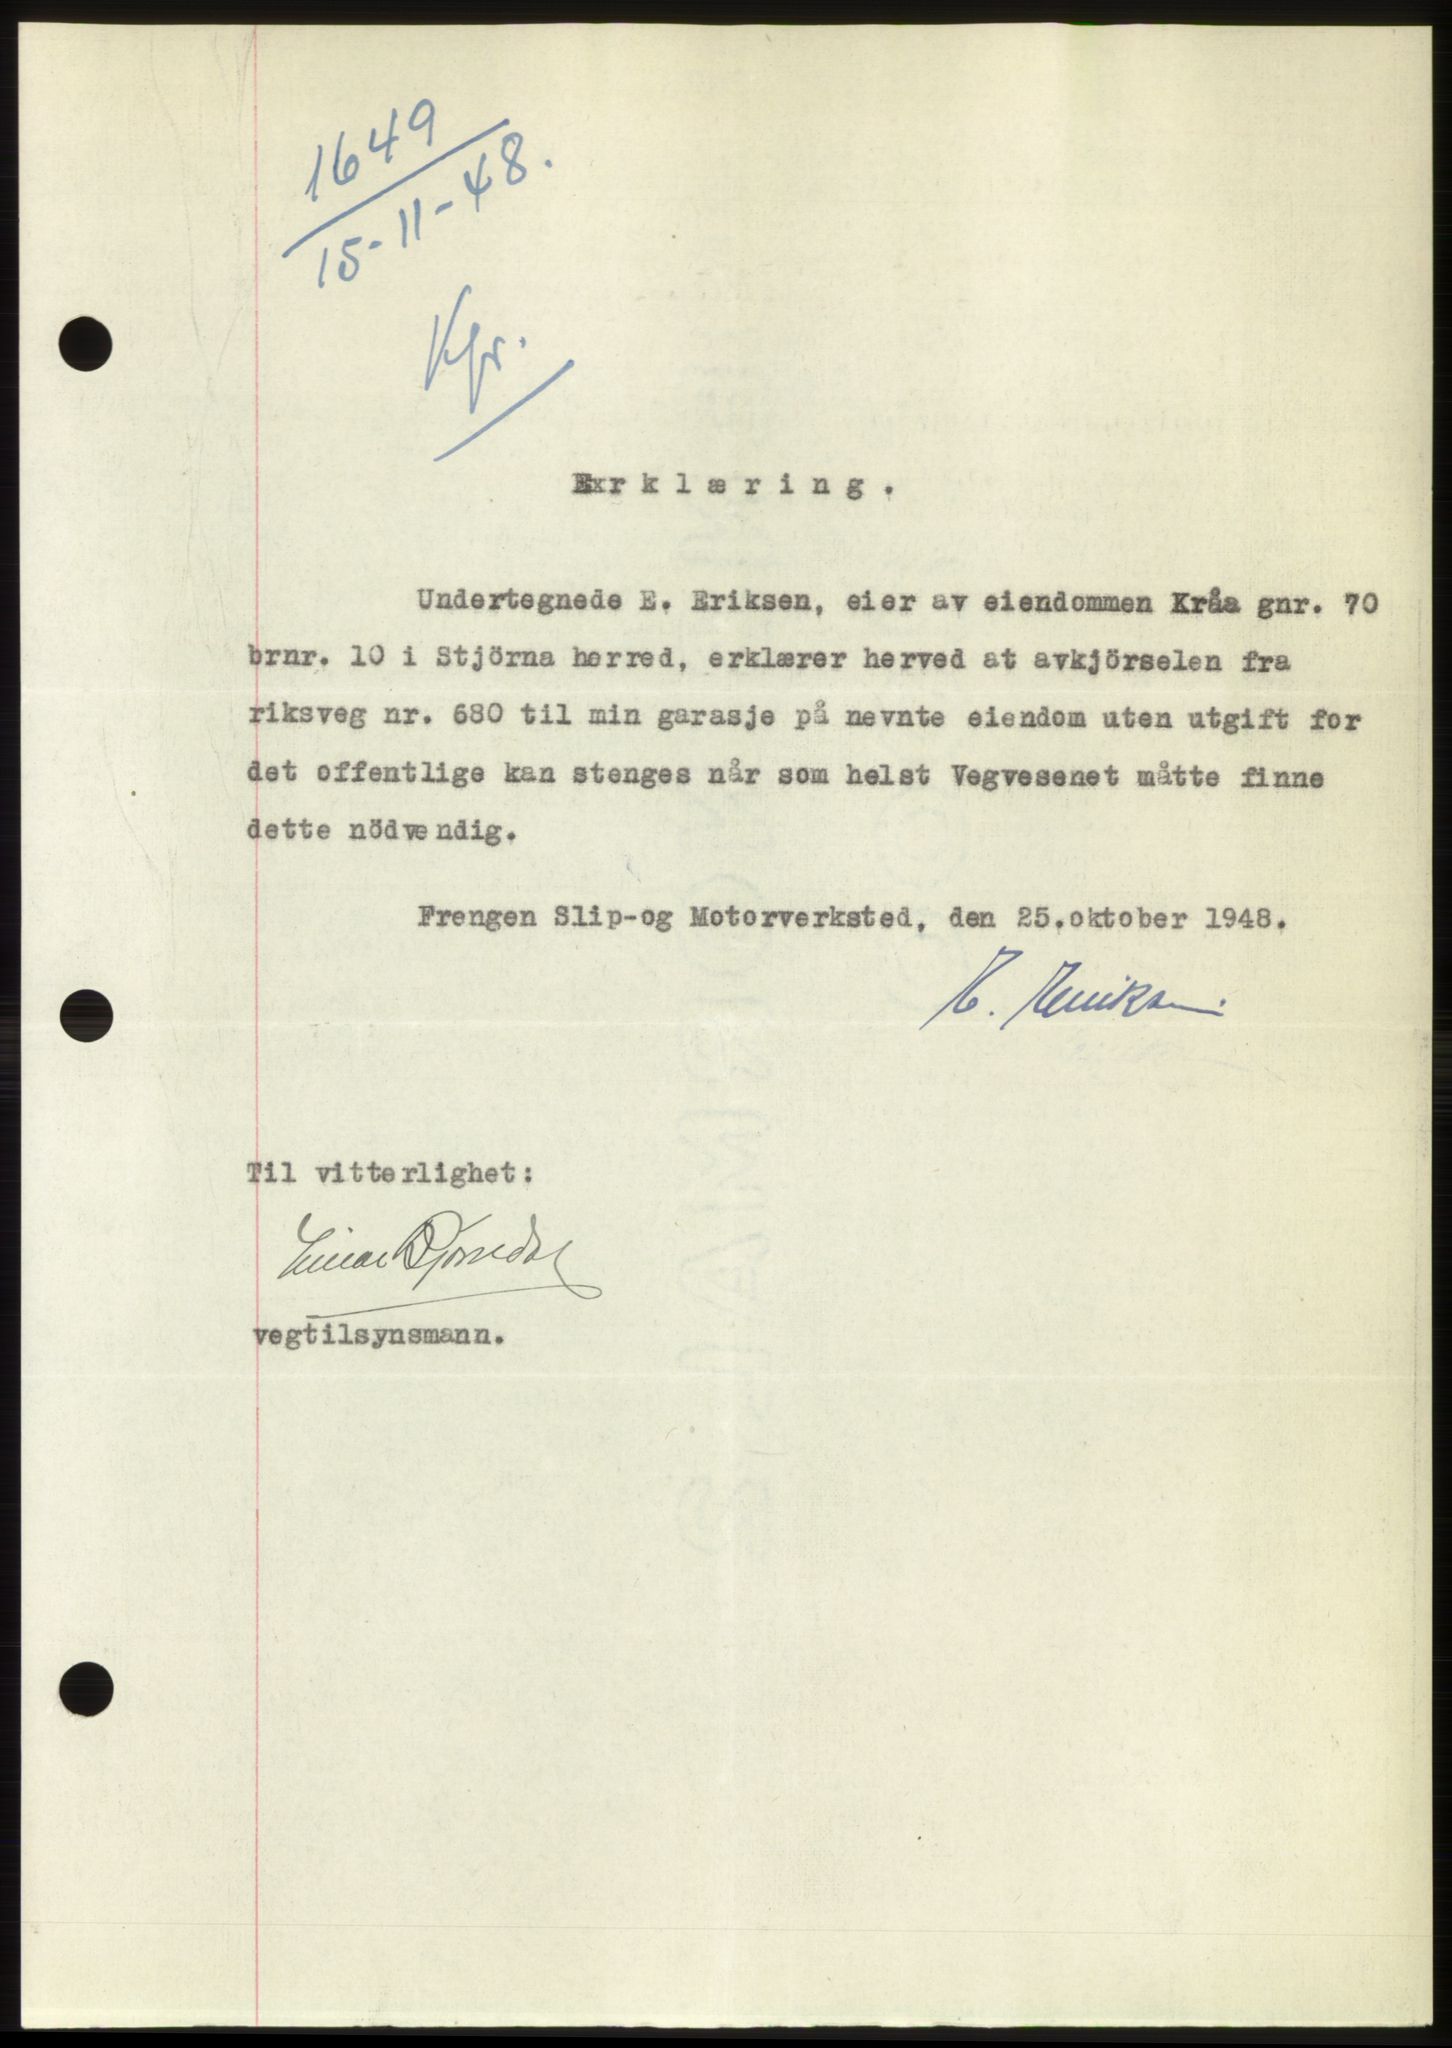 1649
15-11-48.
Kfr.
Erklæring.
Undertegnede E. Eriksen, eier av eiendommen Kråa gnr. 70
brnr. 10 i Stjörna herred, erklærer herved at avkjörselen fra
riksveg nr. 680 til min garasje på nevnte eiendom uten utgift for
det offentlige kan stenges når som helst Vegvesenet måtte finne
dette nödvendig.
Frengen Slip-og Motorverksted, den 25.oktober 1948.
Til vitterlighet:
Einar
vegtilsynsmann.